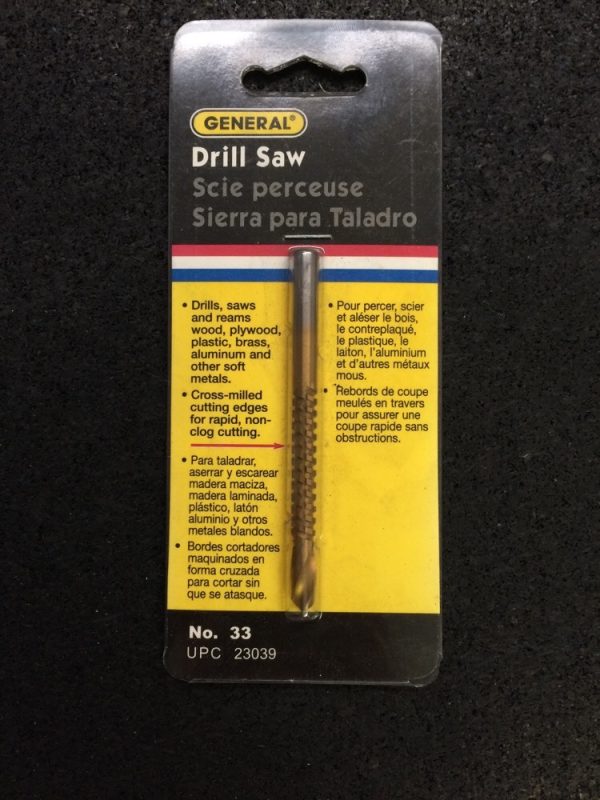 GENERAL®
Drill Saw
Scie perceuse
Sierra para Taladro
• Drills, saws
and reams
wood, plywood,
plastic, brass,
aluminum and
other soft
metals.
• Cross-milled
cutting edges
for rapid, non-
clog cutting.
• Para taladrar,
aserrar y escarear
madera maciza,
madera laminada,
plástico, latón
aluminio y otros
metales blandos.
• Bordes cortadores
maquinados en
forma cruzada
para cortar sin
que se atasque.
• Pour percer, scier
et aléser le bois,
le contreplaqué,
le plastique, le
laiton, l'aluminium
et d'autres métaux
mous.
• Rebords de coupe
meulés en travers
pour assurer une
coupe rapide sans
obstructions.
No. 33
UPC 23039